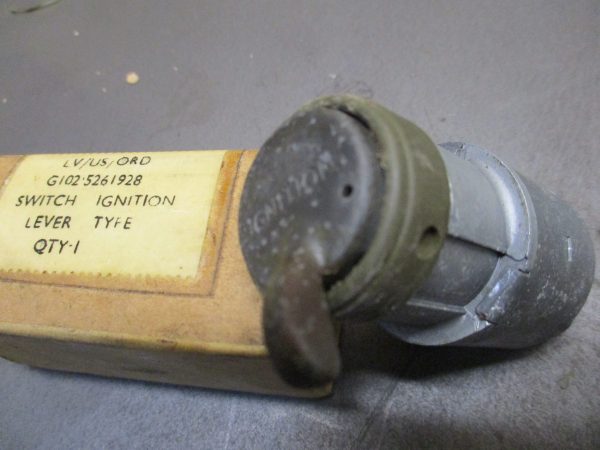 LV/US/ORD
G102·5261928
SWITCH IGNITION
LEVER TYPE
QTY·1
IGNITION